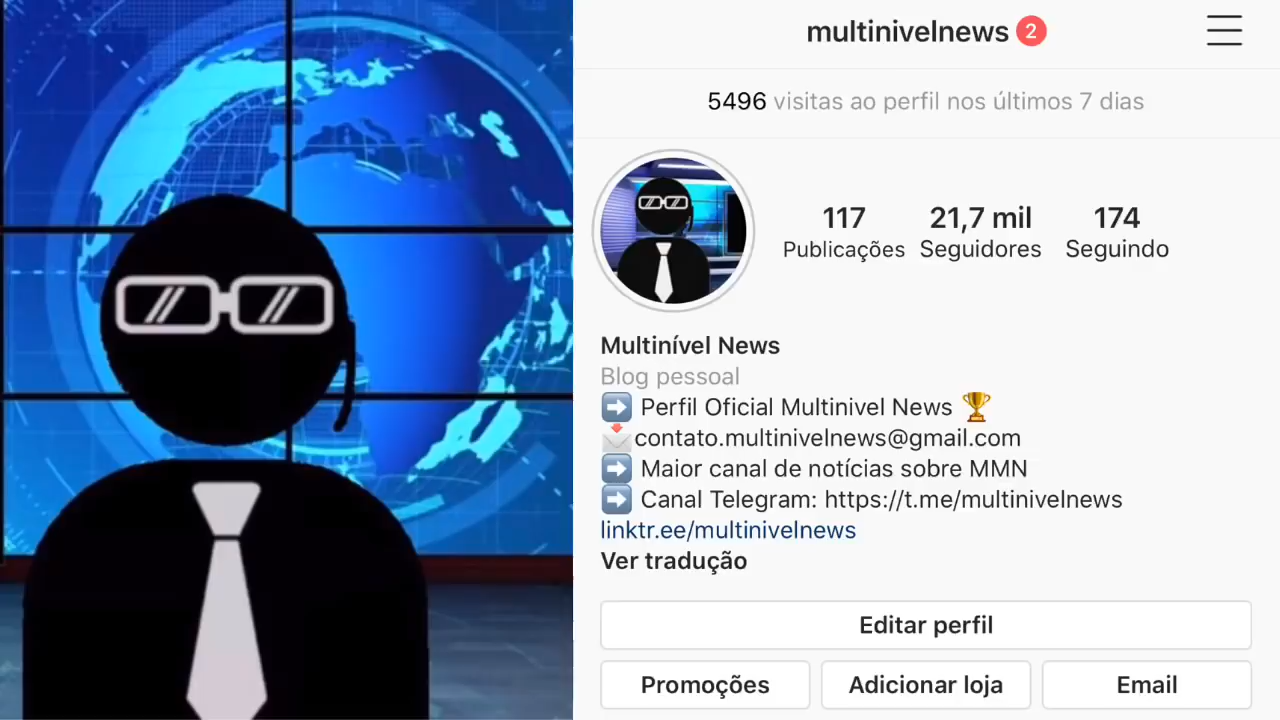 multinivelnews 2
5496 visitas ao perfil nos últimos 7 dias
117 21,7 mil 174
Publicações Seguidores Seguindo
Multinível News
Blog pessoal
➡️ Perfil Oficial Multinivel News 🏆
📩contato.multinivelnews@gmail.com
➡️ Maior canal de notícias sobre MMN
➡️ Canal Telegram: https://t.me/multinivelnews
linktr.ee/multinivelnews
Ver tradução
Editar perfil
Promoções Adicionar loja Email